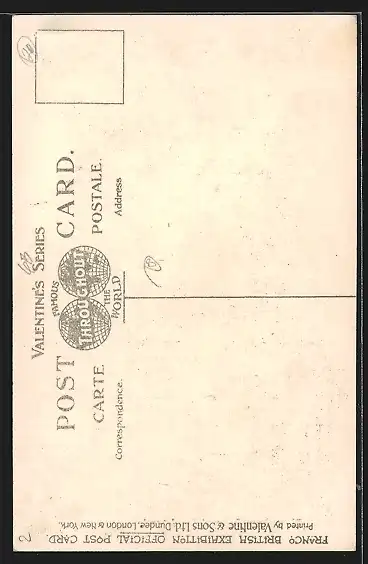 VALENTINE'S SERIES
FAMOUS THROUGHOUT THE WORLD
POST CARD.
CARTE POSTALE.
Correspondence. Address
FRANCO BRITISH EXHIBITION OFFICIAL POST CARD.
Printed by Valentine & Sons Ltd. Dundee, London & New York.
2